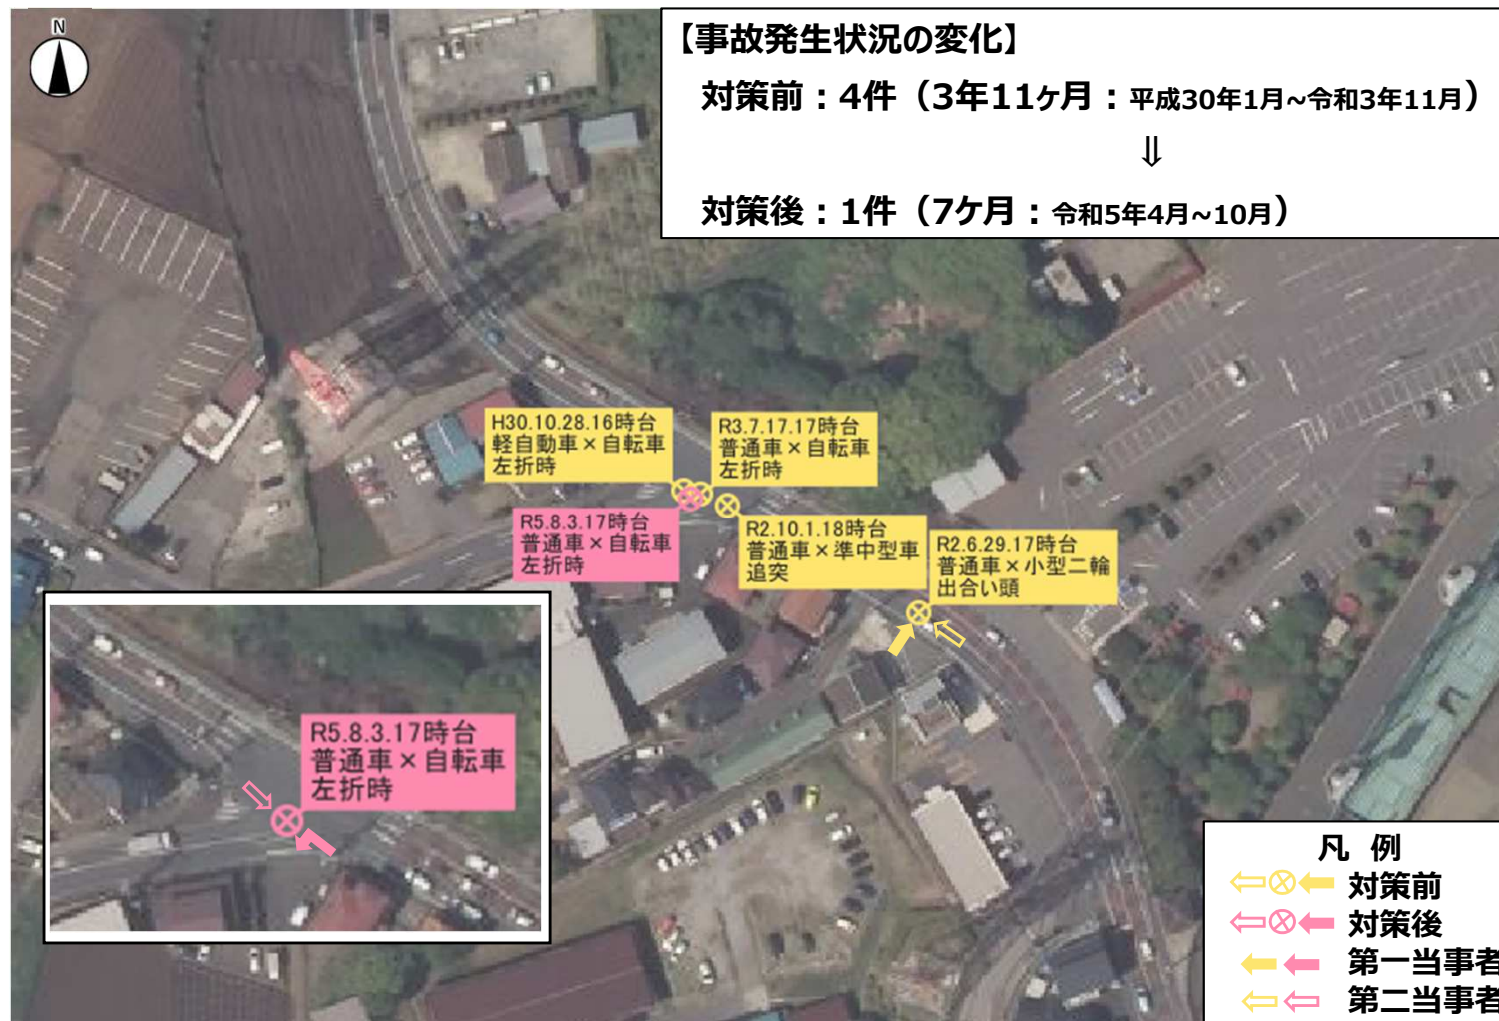 N
【事故発生状況の変化】
対策前：4件（3年11ヶ月：平成30年1月~令和3年11月）
⇓
対策後：1件（7ケ月：令和5年4月~10月）
H30.10.28.16時台
軽自動車×自転車
左折時
R3.7.17.17時台
普通車×自転車
左折時
R5.8.3.17時台
普通車×自転車
左折時
R2.10.1.18時台
普通車×準中型車
追突
R2.6.29.17時台
普通車×小型二輪
出合い頭
R5.8.3.17時台
普通車×自転車
左折時
凡 例
対策前
対策後
第一当事者
第二当事者